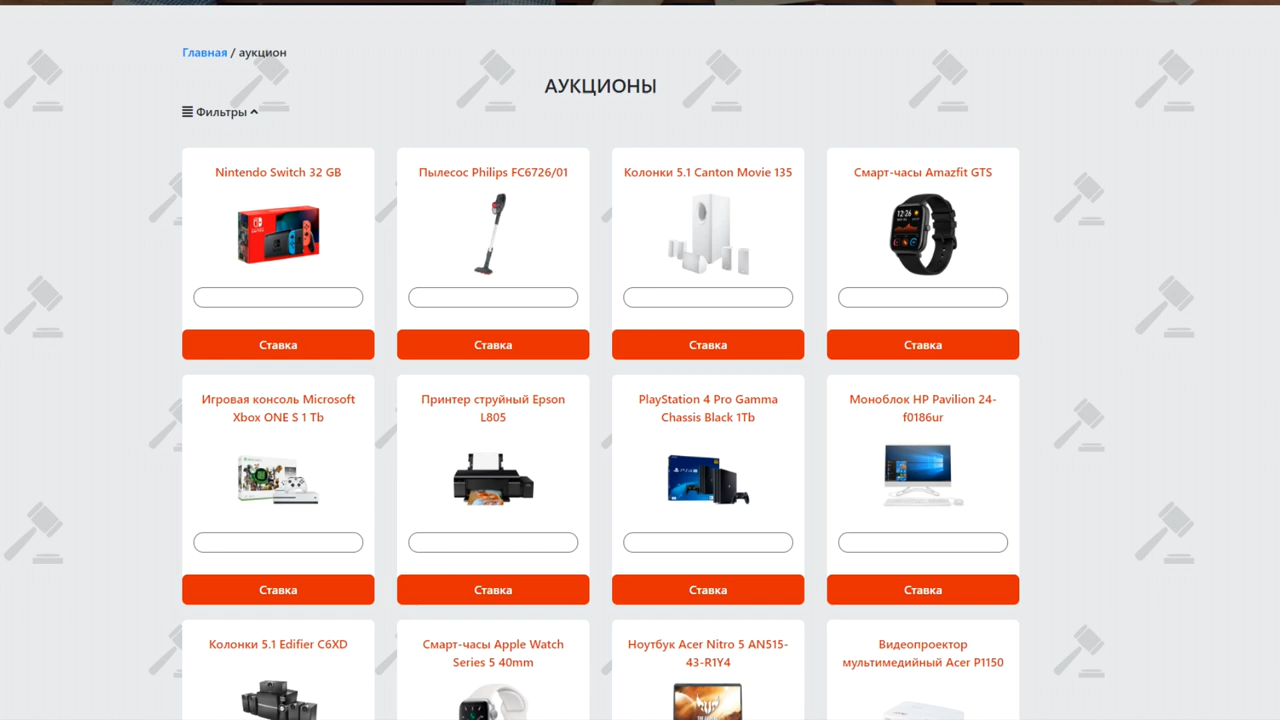 Главная / аукцион
АУКЦИОНЫ
Фильтры
Nintendo Switch 32 GB
Пылесос Philips FC6726/01
Колонки 5.1 Canton Movie 135
Смарт-часы Amazfit GTS
12:26
Ставка
Ставка
Ставка
Ставка
Игровая консоль Microsoft
Xbox ONE S 1 Tb
Принтер струйный Epson
L805
PlayStation 4 Pro Gamma
Chassis Black 1Tb
Моноблок HP Pavilion 24-
f0186ur
Ставка
Ставка
Ставка
Ставка
Колонки 5.1 Edifier C6XD
Смарт-часы Apple Watch
Series 5 40mm
Ноутбук Acer Nitro 5 AN515-
43-R1Y4
Видеопроектор
мультимедийный Acer P1150